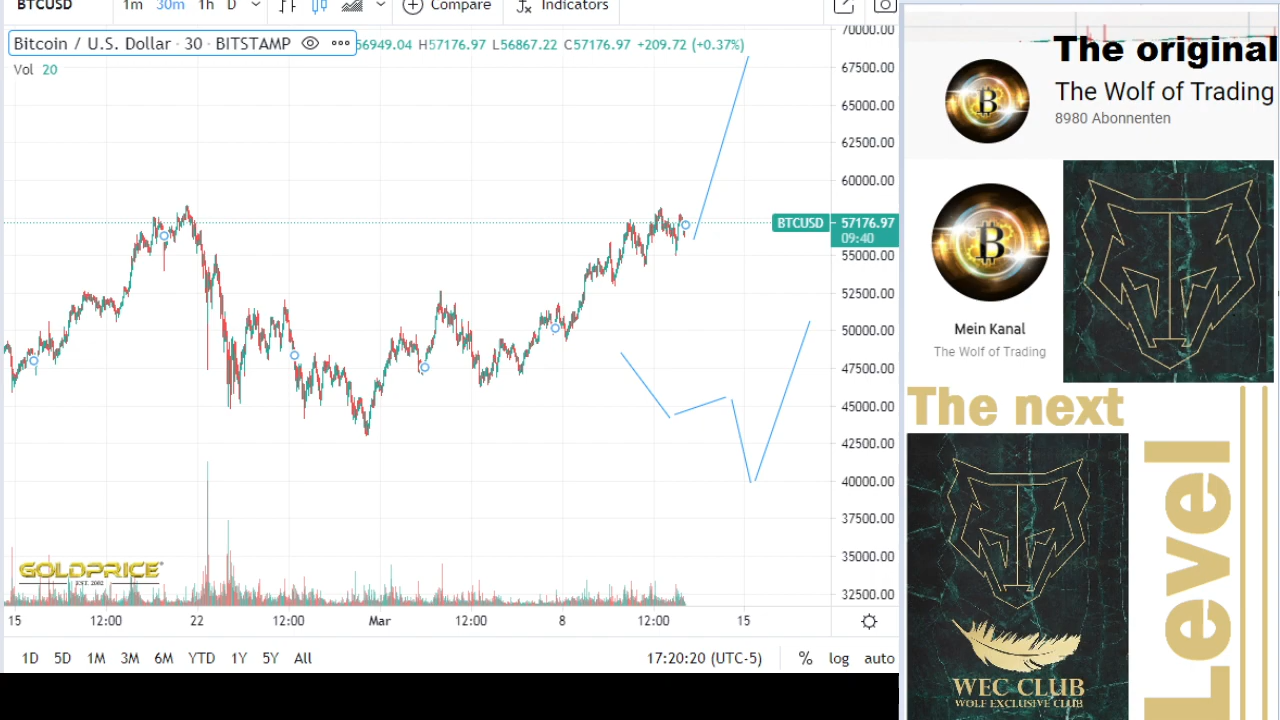 BTCUSD 1m 30m 1h D Compare Indicators
Bitcoin / U.S. Dollar · 30 · BITSTAMP 56949.04 H57176.97 L56867.22 C57176.97 +209.72 (+0.37%)
Vol 20
70000.00
67500.00
65000.00
62500.00
60000.00
BTCUSD 57176.97
09:40
55000.00
52500.00
50000.00
47500.00
45000.00
42500.00
40000.00
37500.00
35000.00
32500.00
GOLDPRICE
EST. 2002
15 12:00 22 12:00 Mar 12:00 8 12:00 15
1D 5D 1M 3M 6M YTD 1Y 5Y All 17:20:20 (UTC-5) % log auto
The original
The Wolf of Trading
8980 Abonnenten
Mein Kanal
The Wolf of Trading
The next
Level
WEC CLUB
WOLF EXCLUSIVE CLUB